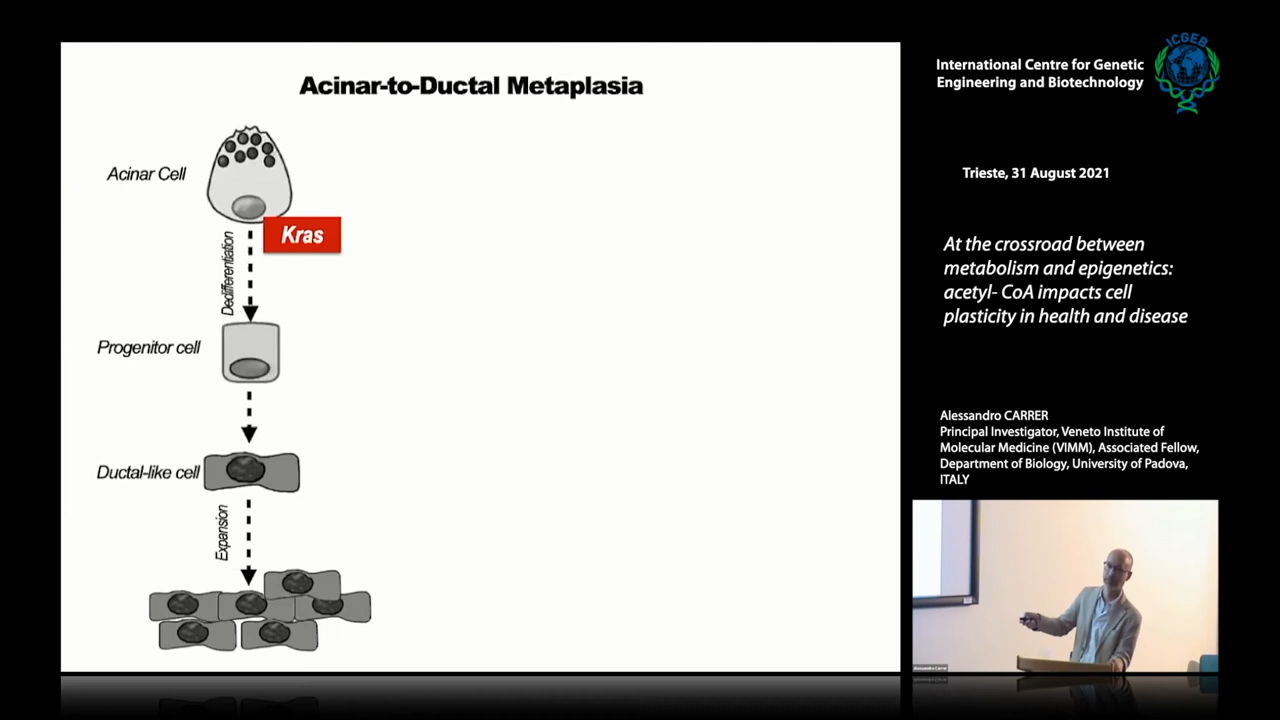 Acinar-to-Ductal Metaplasia
Acinar Cell
Kras
Dedifferentiation
Progenitor cell
Ductal-like cell
Expansion
ICGEB
International Centre for Genetic
Engineering and Biotechnology
Trieste, 31 August 2021
At the crossroad between
metabolism and epigenetics:
acetyl- CoA impacts cell
plasticity in health and disease
Alessandro CARRER
Principal Investigator, Veneto Institute of
Molecular Medicine (VIMM), Associated Fellow,
Department of Biology, University of Padova,
ITALY
Alessandro Carrer